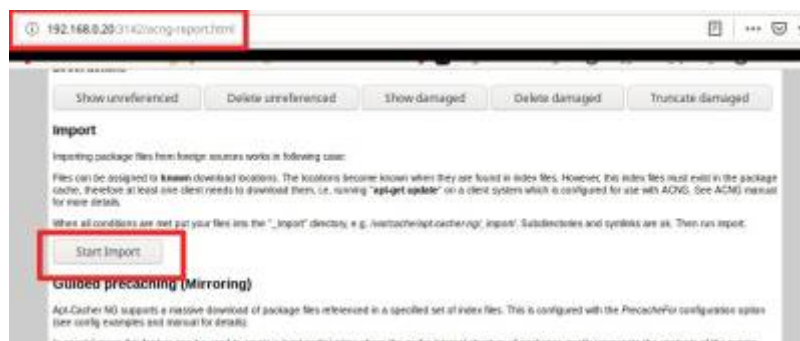 192.168.0.20:3142/acng-report.html
Show unreferenced Delete unreferenced Show damaged Delete damaged Truncate damaged
Import
Importing package files from foreign sources works in following case:
Files can be assigned to known download locations. The locations become known when they are found in index files. However, this index files must exist in the package
cache, therefore at least one client needs to download them, i.e. running "apt-get update" on a client system which is configured for use with ACNG. See ACNG manual
for more details.
When all conditions are met put your files into the "_import" directory, e.g. /var/cache/apt-cacher-ng/_import/. Subdirectories and symlinks are ok. Then run import.
Start Import
Guided precaching (Mirroring)
Apt-Cacher NG supports a massive download of package files referenced in a specified set of index files. This is configured with the PrecacheFor configuration option
(see config examples and manual for details).